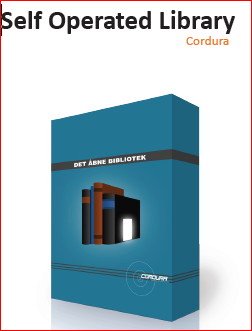 Self Operated Library
Cordura
DET ÅBNE BIBLIOTEK
CORDURA